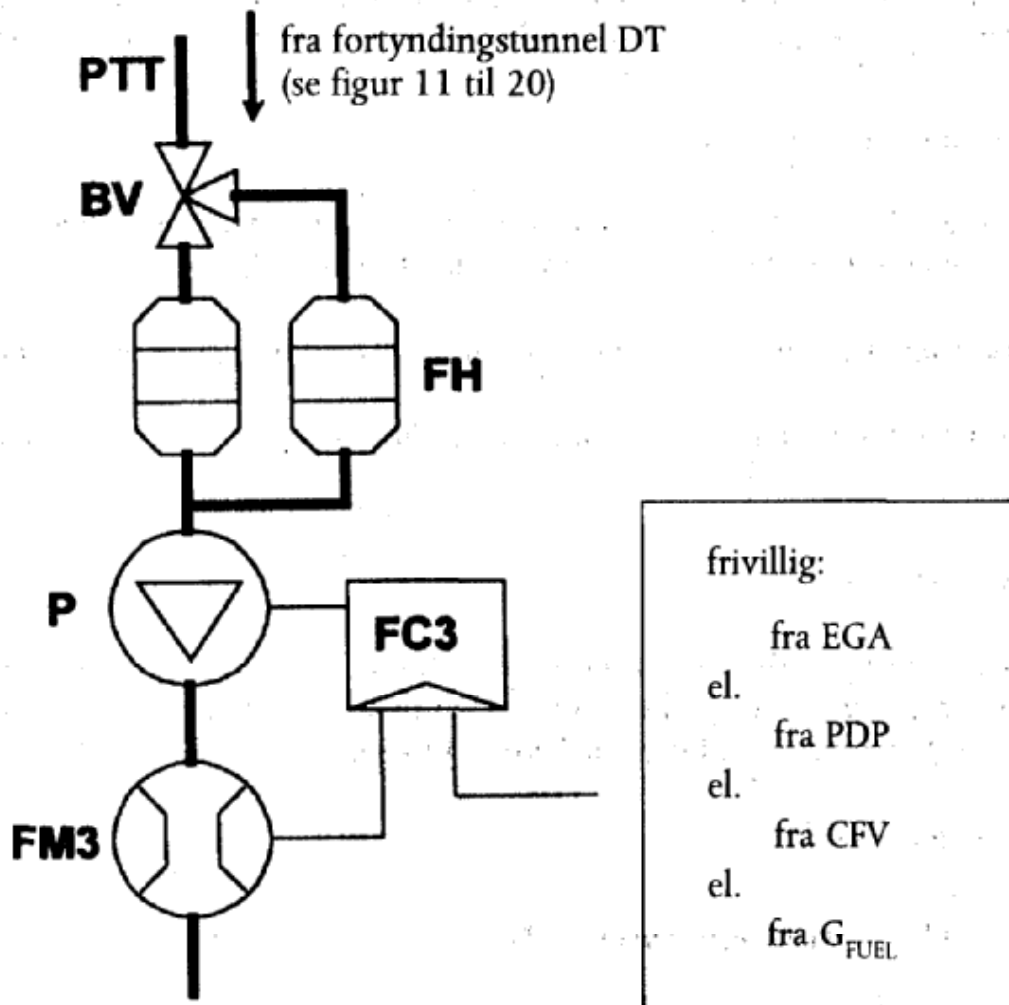 fra fortyndingstunnel DT
(se figur 11 til 20)
PTT
BV
FH
P
FC3
FM3
frivillig:
fra EGA
el.
fra PDP
el.
fra CFV
el.
fra G_FUEL